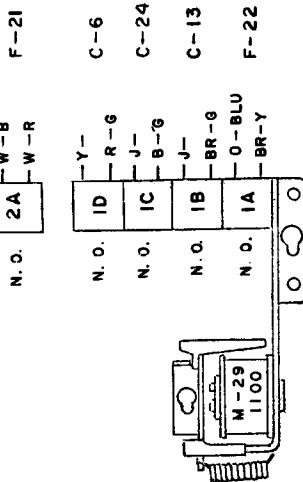 W-B
N.O. 2A F-21
W-R
Y-
N.O. 1D C-6
R-G
J-
N.O. 1C C-24
B-G
J-
N.O. 1B C-13
BR-G
O-BLU
N.O. 1A F-22
BR-Y
M-29
1100